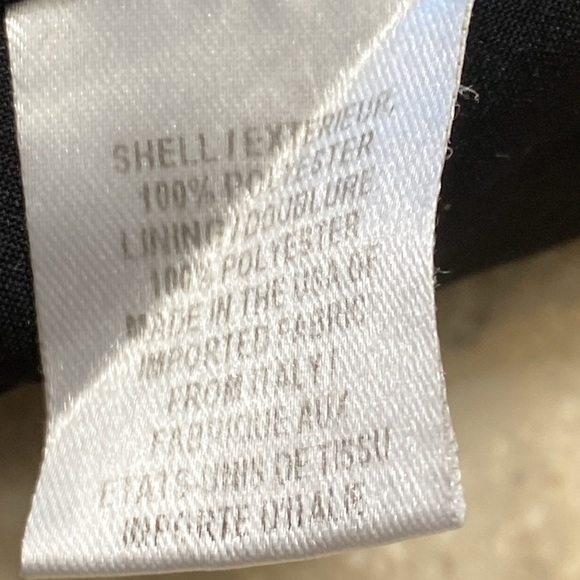 SHELL / EXTERIEUR,
100% POLYESTER
LINING / DOUBLURE
100% POLYESTER
MADE IN THE USA OF
IMPORTED FABRIC
FROM ITALY /
FABRIQUE AUX
ETATS UNIS DE TISSU
IMPORTE D'ITALIE